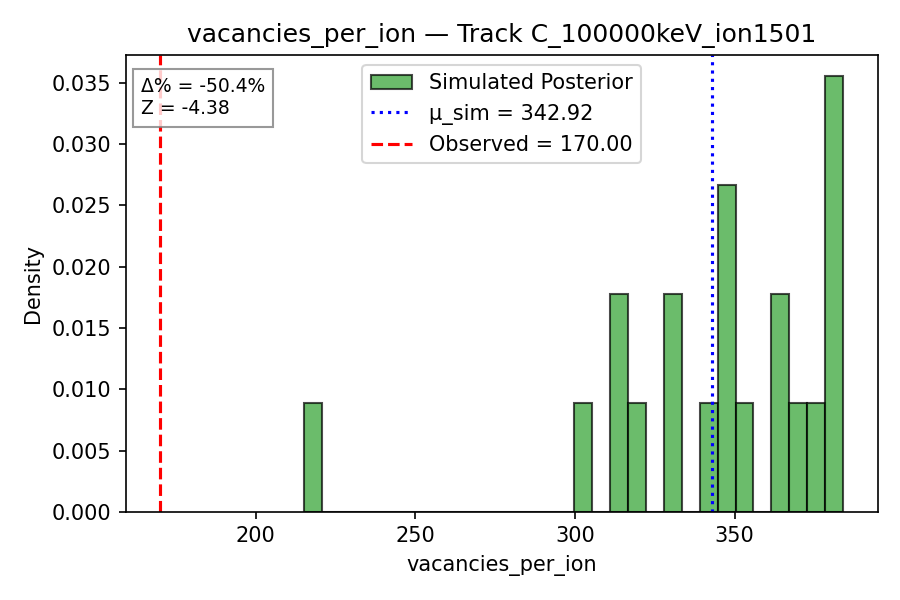 vacancies_per_ion — Track C_100000keV_ion1501
Δ% = -50.4%
Z = -4.38
Simulated Posterior
μ_sim = 342.92
Observed = 170.00
Density
0.035
0.030
0.025
0.020
0.015
0.010
0.005
0.000
200
250
300
350
vacancies_per_ion